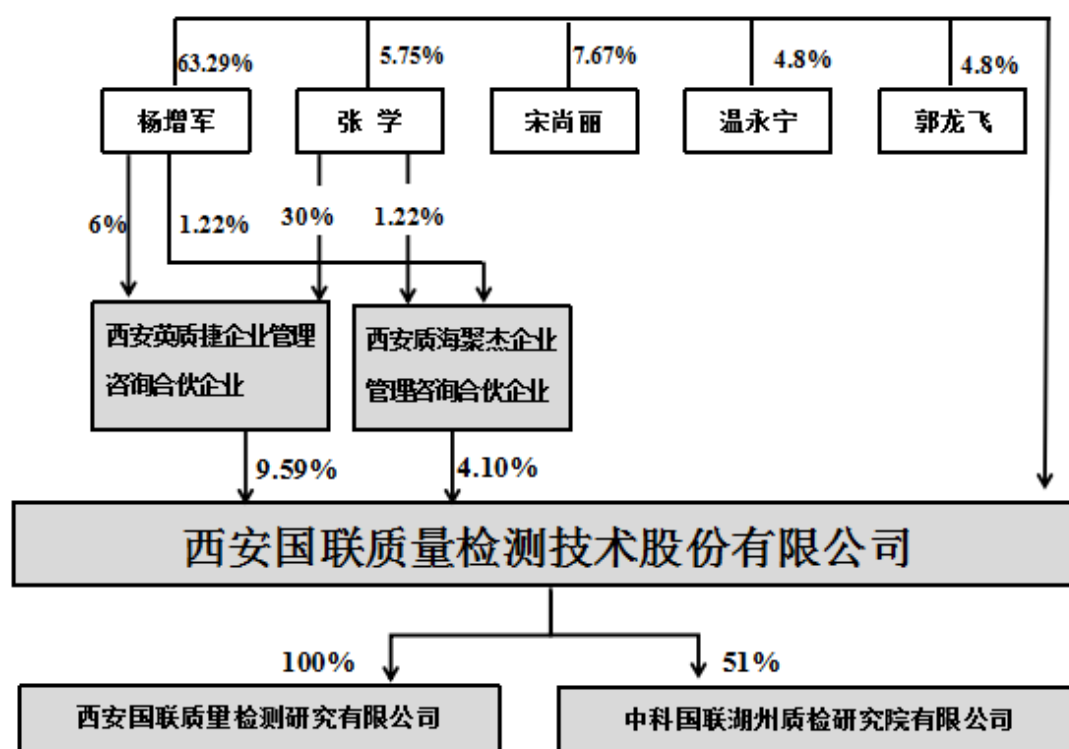 63.29%
5.75%
7.67%
4.8%
4.8%
杨增军
张 学
宋尚丽
温永宁
郭龙飞
6%
1.22%
30%
1.22%
西安英质捷企业管理
咨询合伙企业
西安质海聚杰企业
管理咨询合伙企业
9.59%
4.10%
西安国联质量检测技术股份有限公司
100%
51%
西安国联质量检测研究有限公司
中科国联湖州质检研究院有限公司